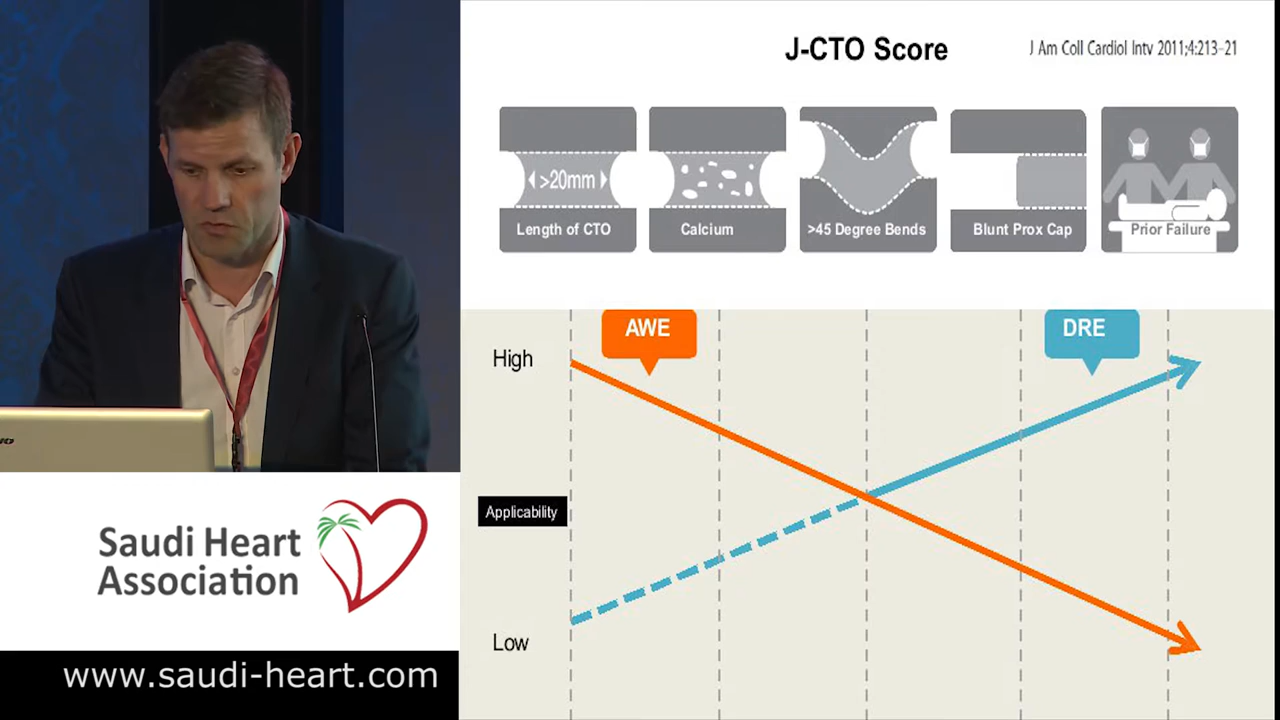 J-CTO Score
J Am Coll Cardiol Intv 2011;4:213–21
>20mm
Length of CTO
Calcium
>45 Degree Bends
Blunt Prox Cap
Prior Failure
AWE
DRE
High
Applicability
Low
Saudi Heart
Association
www.saudi-heart.com